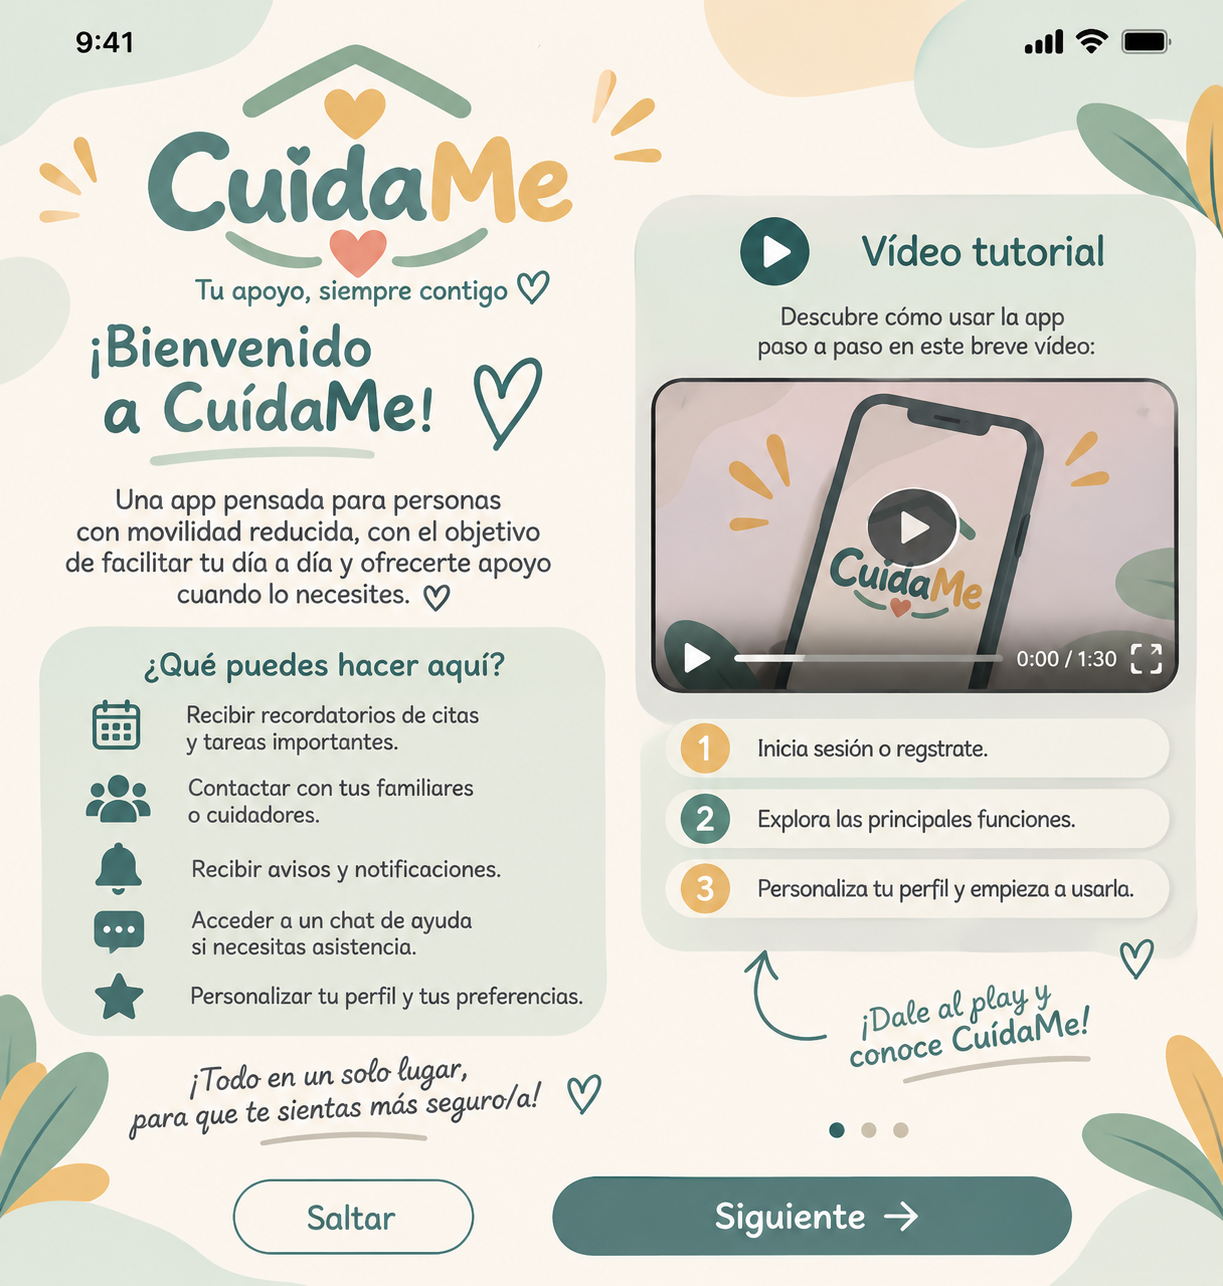 9:41
CuidaMe
Tu apoyo, siempre contigo
¡Bienvenido
a CuídaMe!
Una app pensada para personas
con movilidad reducida, con el objetivo
de facilitar tu día a día y ofrecerte apoyo
cuando lo necesites.
¿Qué puedes hacer aquí?
Recibir recordatorios de citas
y tareas importantes.
Contactar con tus familiares
o cuidadores.
Recibir avisos y notificaciones.
Acceder a un chat de ayuda
si necesitas asistencia.
Personalizar tu perfil y tus preferencias.
¡Todo en un solo lugar,
para que te sientas más seguro/a!
Vídeo tutorial
Descubre cómo usar la app
paso a paso en este breve vídeo:
CuídaMe
0:00 / 1:30
1 Inicia sesión o regstrate.
2 Explora las principales funciones.
3 Personaliza tu perfil y empieza a usarla.
¡Dale al play y
conoce CuídaMe!
Saltar
Siguiente →